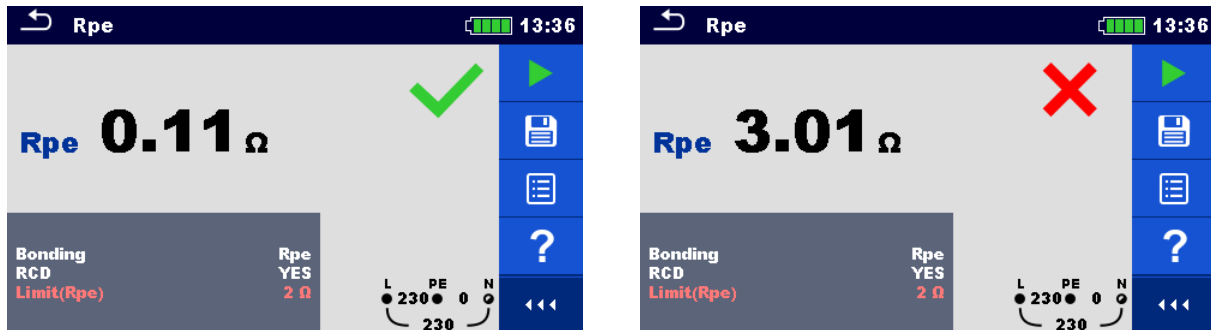 Rpe 13:36
Rpe 0.11 Ω
?
Bonding Rpe
RCD YES
Limit(Rpe) 2 Ω
L PE N
230 0
230
Rpe 13:36
Rpe 3.01 Ω
?
Bonding Rpe
RCD YES
Limit(Rpe) 2 Ω
L PE N
230 0
230